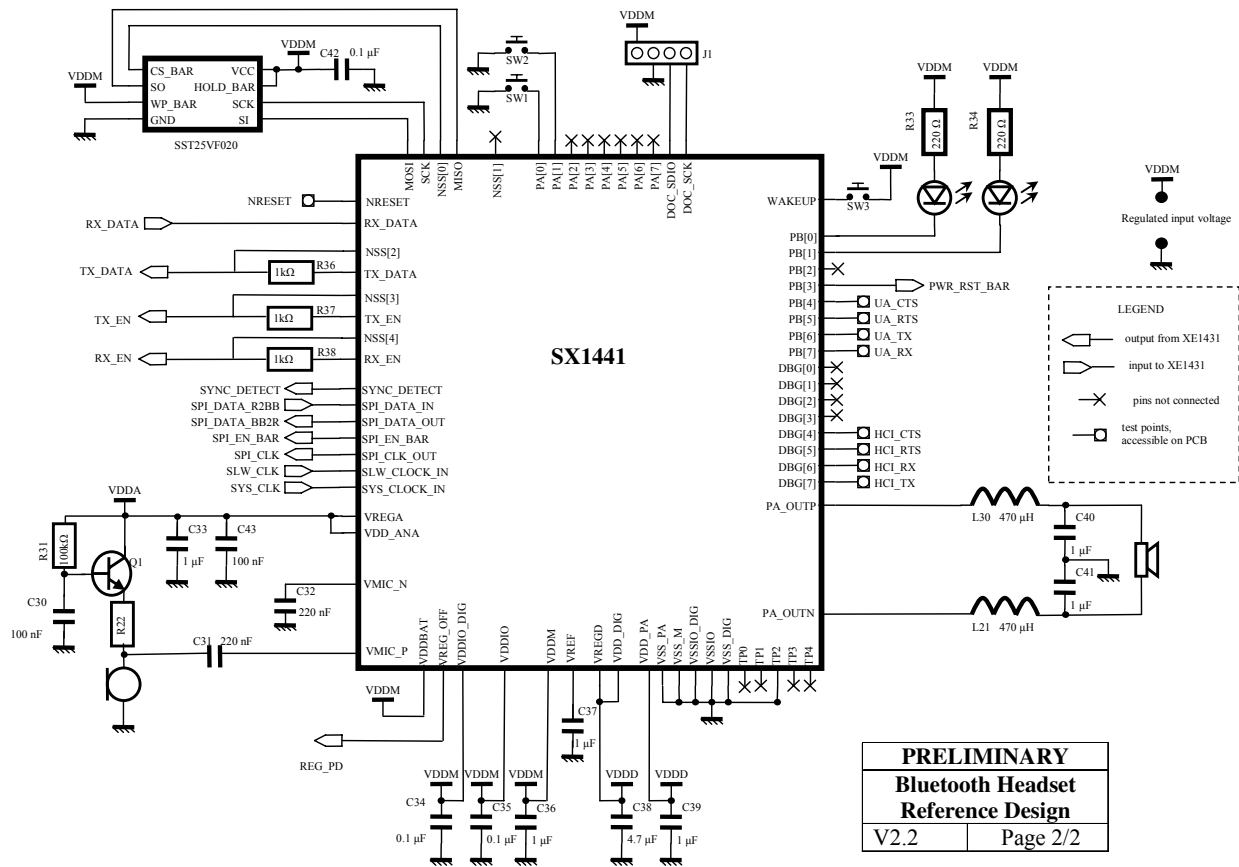 VDDM
CS_BAR
SO
WP_BAR
GND
VCC
HOLD_BAR
SCK
SI
SST25VF020
VDDM
C42
0.1 µF
SW2
SW1
VDDM
J1
VDDM
VDDM
R33
220 Ω
R34
220 Ω
VDDM
SW3
VDDM
Regulated input voltage
MOSI
SCK
NSS[0]
MISO
NSS[1]
PA[0]
PA[1]
PA[2]
PA[3]
PA[4]
PA[5]
PA[6]
PA[7]
DOC_SDIO
DOC_SCK
NRESET
NRESET
RX_DATA
RX_DATA
NSS[2]
TX_DATA
1kΩ
R36
TX_DATA
NSS[3]
TX_EN
1kΩ
R37
TX_EN
NSS[4]
RX_EN
1kΩ
R38
RX_EN
SYNC_DETECT
SYNC_DETECT
SPI_DATA_R2BB
SPI_DATA_IN
SPI_DATA_BB2R
SPI_DATA_OUT
SPI_EN_BAR
SPI_EN_BAR
SPI_CLK
SPI_CLK_OUT
SLW_CLK
SLW_CLOCK_IN
SYS_CLK
SYS_CLOCK_IN
SX1441
WAKEUP
PB[0]
PB[1]
PB[2]
PB[3]
PWR_RST_BAR
PB[4]
UA_CTS
PB[5]
UA_RTS
PB[6]
UA_TX
PB[7]
UA_RX
DBG[0]
DBG[1]
DBG[2]
DBG[3]
DBG[4]
HCI_CTS
DBG[5]
HCI_RTS
DBG[6]
HCI_RX
DBG[7]
HCI_TX
LEGEND
output from XE1431
input to XE1431
pins not connected
test points,
accessible on PCB
VDDA
R31
100kΩ
Q1
C33
1 µF
C43
100 nF
VREGA
VDD_ANA
C30
100 nF
R22
C32
220 nF
VMIC_N
C31
220 nF
VMIC_P
PA_OUTP
L30
470 µH
C40
1 µF
C41
1 µF
PA_OUTN
L21
470 µH
VDDBAT
VREG_OFF
VDDIO_DIG
VDDIO
VDDM
VREF
VREGD
VDD_DIG
VDD_PA
VSS_PA
VSS_M
VSSIO_DIG
VSSIO
VSS_DIG
TP0
TP1
TP2
TP3
TP4
VDDM
REG_PD
C37
1 µF
VDDM
C34
0.1 µF
VDDM
C35
0.1 µF
VDDM
C36
1 µF
VDDD
C38
4.7 µF
VDDD
C39
1 µF
PRELIMINARY
Bluetooth Headset
Reference Design
V2.2
Page 2/2